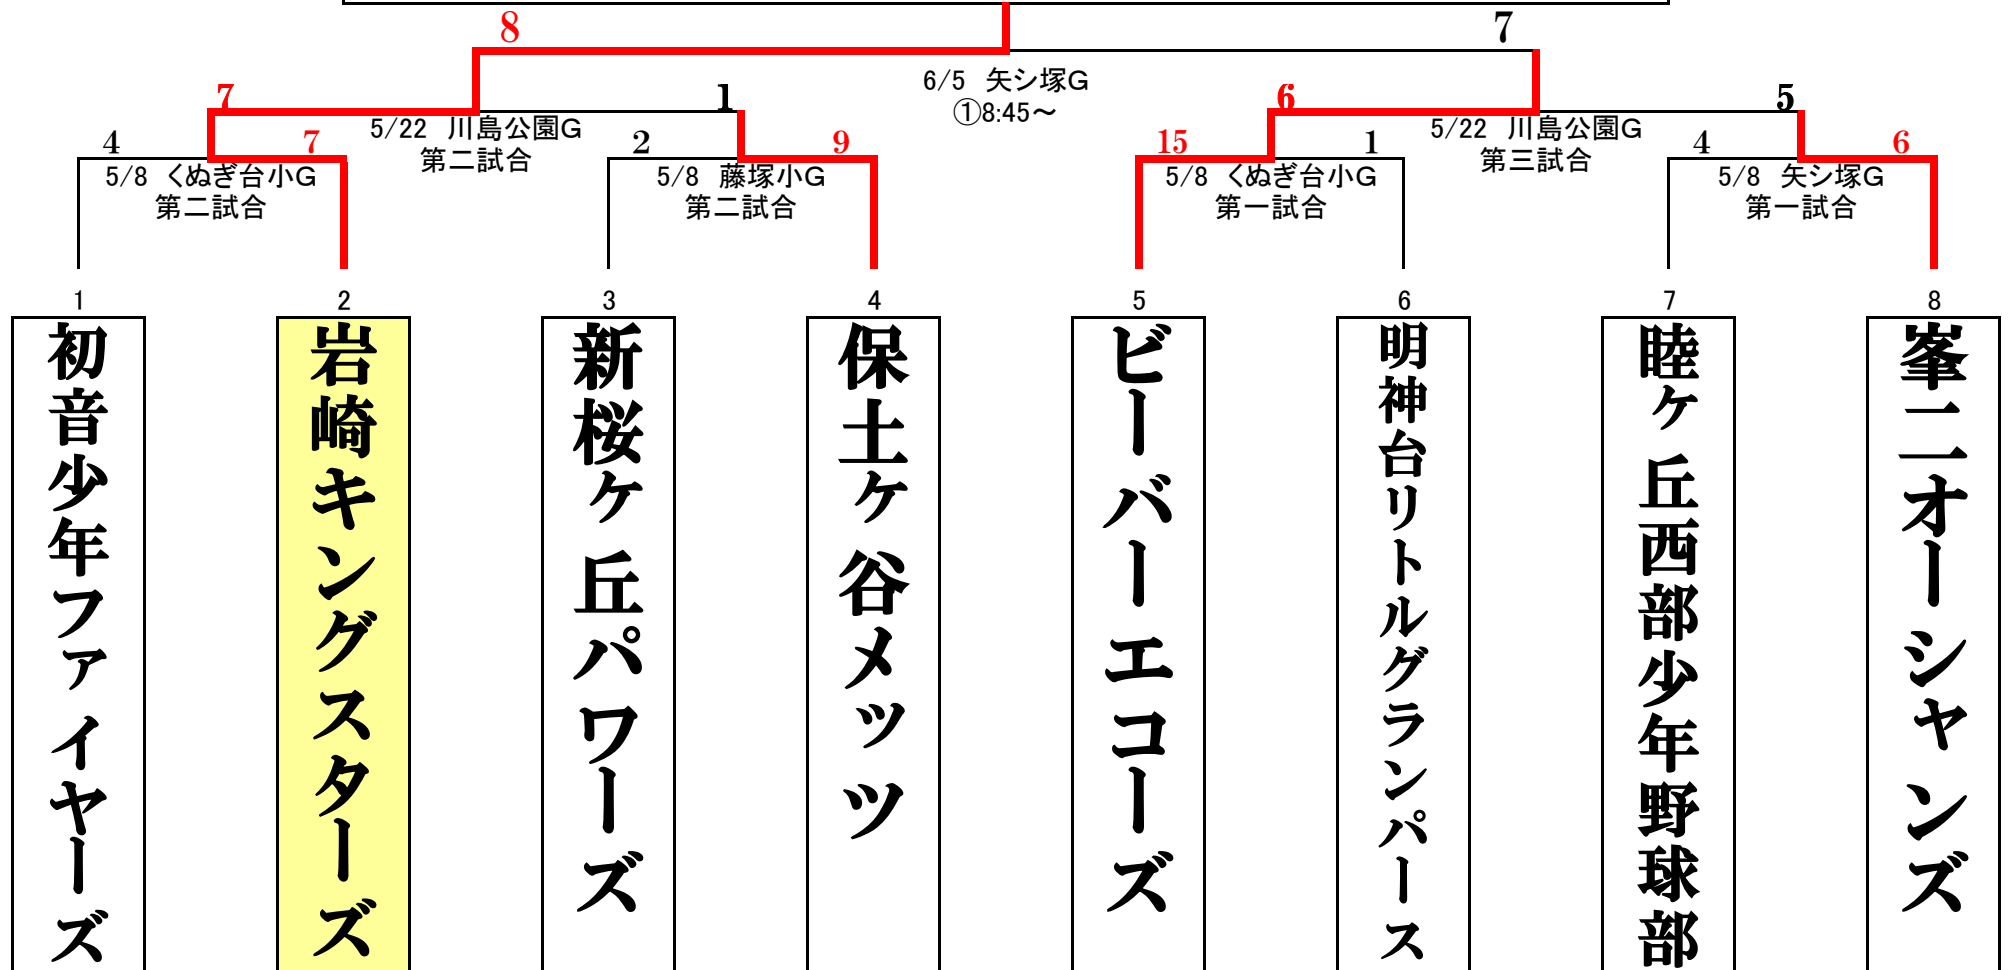 8
7
6/5 矢シ塚G
①8:45～
7
1
6
5
5/22 川島公園G
第二試合
5/22 川島公園G
第三試合
4
7
2
9
15
1
4
6
5/8 くぬぎ台小G
第二試合
5/8 藤塚小G
第二試合
5/8 くぬぎ台小G
第一試合
5/8 矢シ塚G
第一試合
1
2
3
4
5
6
7
8
初音少年ファイヤーズ
岩崎キングスターズ
新桜ケ丘パワーズ
保土ケ谷メッツ
ビーバーエコーズ
明神台リトルグランパース
睦ケ丘西部少年野球部
峯二オーシャンズ